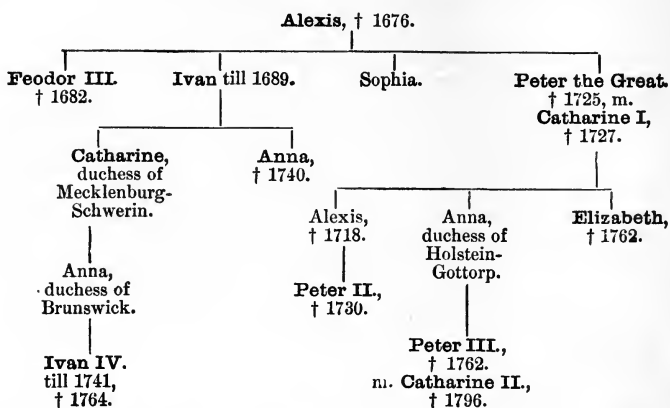 Alexis, † 1676.
Feodor III. Ivan till 1689. Sophia. Peter the Great.
† 1682. † 1725, m.
Catharine I,
† 1727.
Catharine, Anna,
duchess of † 1740.
Mecklenburg-
Schwerin.
Alexis, Anna, Elizabeth,
† 1718. duchess of † 1762.
Holstein-
Gottorp.
Anna,
duchess of
Brunswick.
Peter II.,
† 1730.
Ivan IV.
till 1741,
† 1764.
Peter III.,
† 1762.
m. Catharine II.,
† 1796.